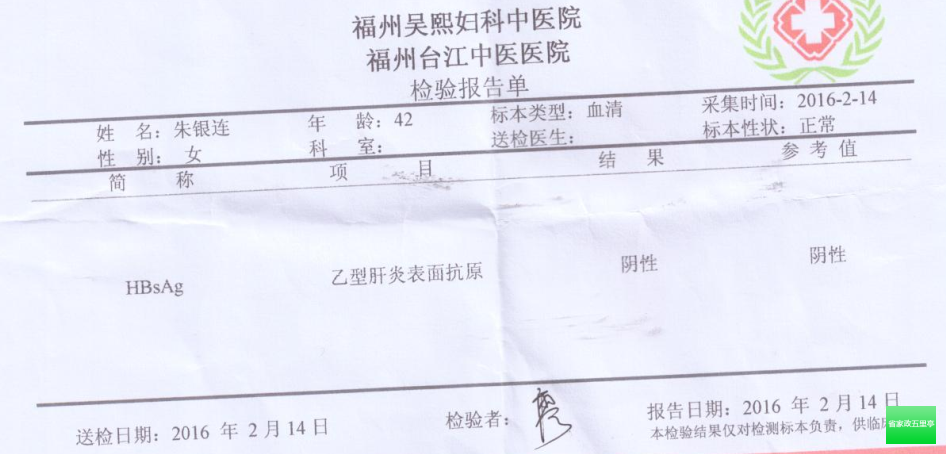 福州吴熙妇科中医院
福州台江中医医院
检验报告单
姓 名：朱银连 年 龄：42 标本类型：血清 采集时间：2016-2-14
性 别：女 科 室： 送检医生： 标本性状：正常
简 称 项 目 结 果 参 考 值
HBsAg 乙型肝炎表面抗原 阴性 阴性
送检日期：2016 年 2 月 14 日 检验者： 报告日期：2016 年 2 月 14 日
本检验结果仅对检测标本负责，供临
省家政五里亭